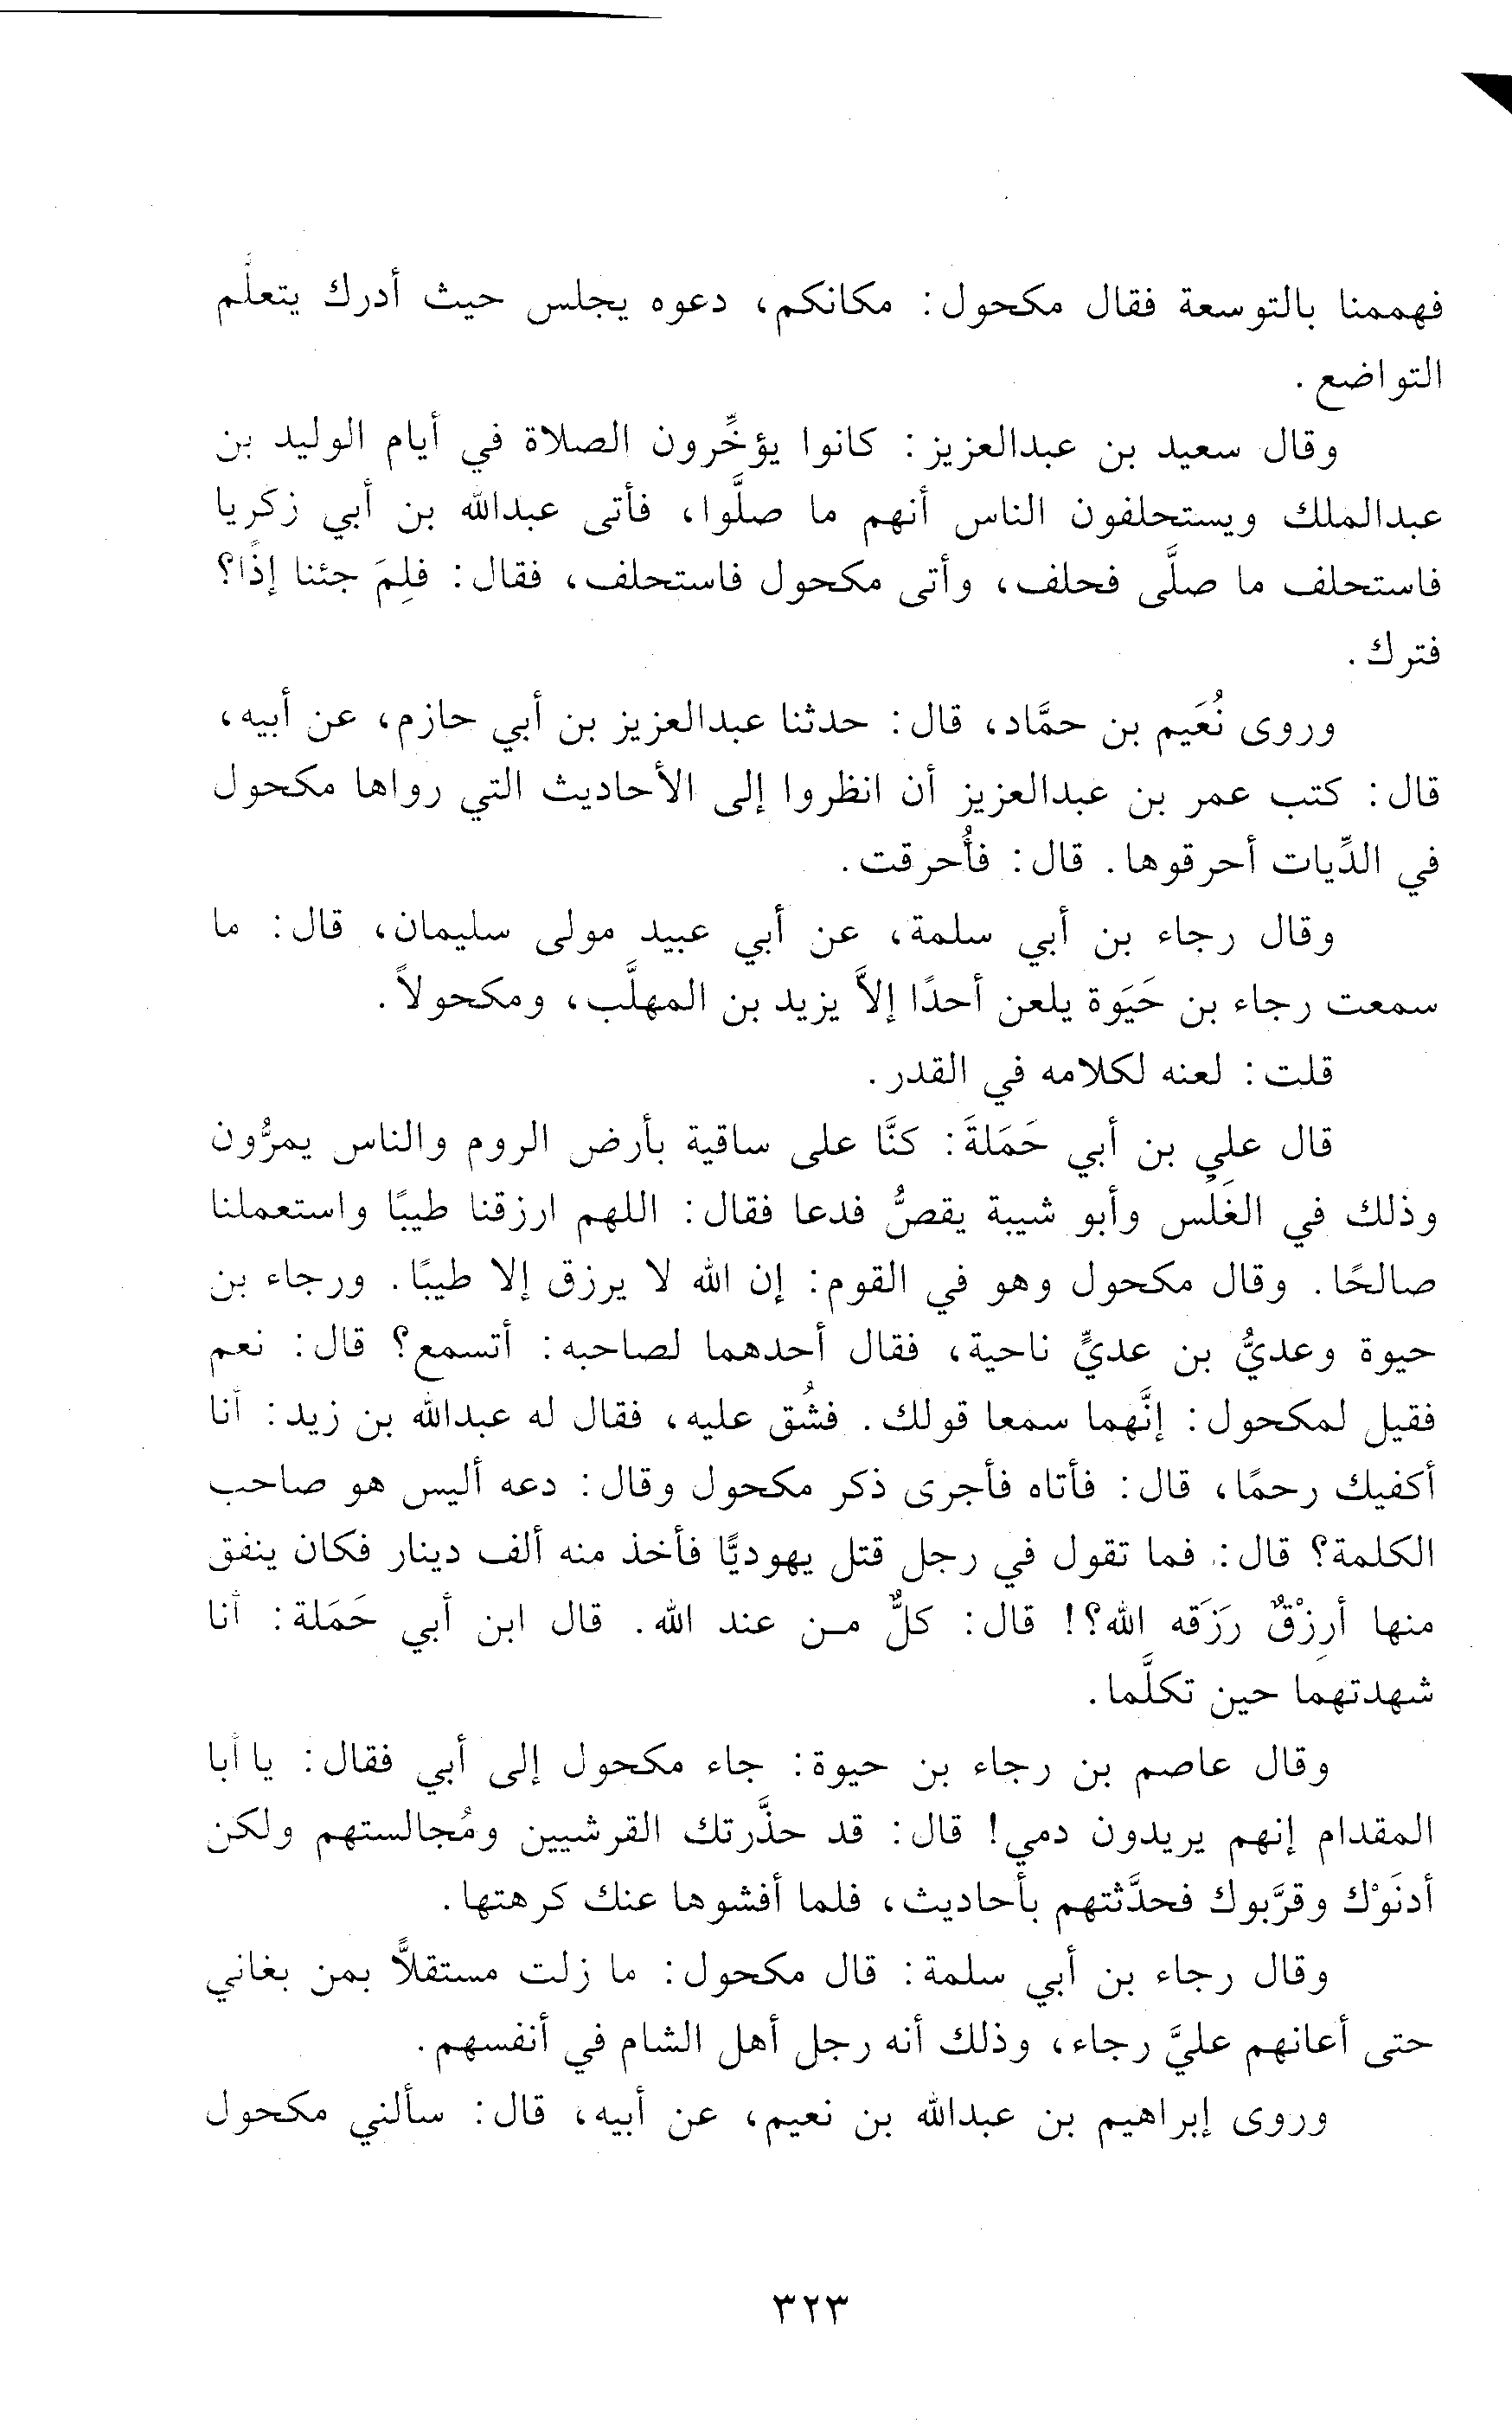 فهممنا بالتوسعة فقال مكحول: مكانكم، دعوه يجلس حيث أدرك يتعلَّم
التواضع.
وقال سعيد بن عبدالعزيز: كانوا يؤخِّرون الصلاة في أيام الوليد بن
عبدالملك ويستحلفون الناس أنهم ما صلَّوا، فأتى عبدالله بن أبي زكريا
فاستحلف ما صلَّى فحلف، وأتى مكحول فاستحلف، فقال: فلِمَ جئنا إذًا؟
فترك.
وروى نُعَيم بن حمَّاد، قال: حدثنا عبدالعزيز بن أبي حازم، عن أبيه،
قال: كتب عمر بن عبدالعزيز أن انظروا إلى الأحاديث التي رواها مكحول
في الدِّيات أحرقوها. قال: فأُحرقت.
وقال رجاء بن أبي سلمة، عن أبي عبيد مولى سليمان، قال: ما
سمعت رجاء بن حَيَوة يلعن أحدًا إلاَّ يزيد بن المهلَّب، ومكحولاً.
قلت: لعنه لكلامه في القدر.
قال علي بن أبي حَمَلةَ: كنَّا على ساقية بأرض الروم والناس يمرُّون
وذلك في الغلس وأبو شيبة يقصُّ فدعا فقال: اللهم ارزقنا طيبًا واستعملنا
صالحًا. وقال مكحول وهو في القوم: إن الله لا يرزق إلا طيبًا. ورجاء بن
حيوة وعديُّ بن عديٍّ ناحية، فقال أحدهما لصاحبه: أتسمع؟ قال: نعم
فقيل لمكحول: إنَّهما سمعا قولك. فشُق عليه، فقال له عبدالله بن زيد: أنا
أكفيك رحمًا، قال: فأتاه فأجرى ذكر مكحول وقال: دعه أليس هو صاحب
الكلمة؟ قال: فما تقول في رجل قتل يهوديًّا فأخذ منه ألف دينار فكان ينفق
منها أرِزْقٌ رَزَقه الله؟! قال: كلٌّ مـن عند الله. قال ابن أبي حَمَلة: أنا
شهدتهما حين تكلَّما.
وقال عاصم بن رجاء بن حيوة: جاء مكحول إلى أبي فقال: يا أبا
المقدام إنهم يريدون دمي! قال: قد حذَّرتك القرشيين ومُجالستهم ولكن
أدنَوْك وقرَّبوك فحدَّثتهم بأحاديث، فلما أفشوها عنك كرهتها.
وقال رجاء بن أبي سلمة: قال مكحول: ما زلت مستقلاًّ بمن بغاني
حتى أعانهم عليَّ رجاء، وذلك أنه رجل أهل الشام في أنفسهم.
وروى إبراهيم بن عبدالله بن نعيم، عن أبيه، قال: سألني مكحول
٣٢٣